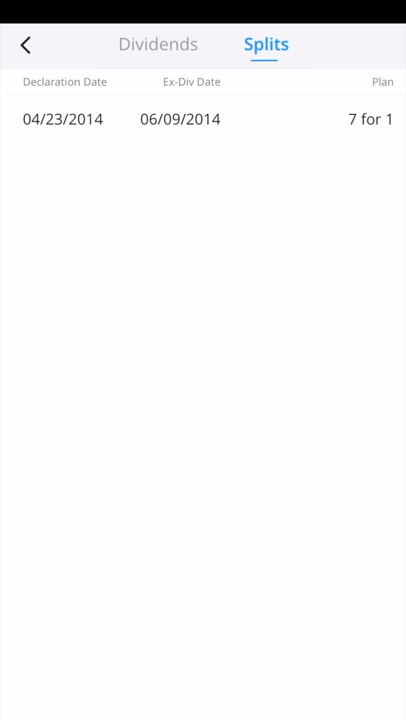 Dividends Splits
Declaration Date Ex-Div Date Plan
04/23/2014 06/09/2014 7 for 1